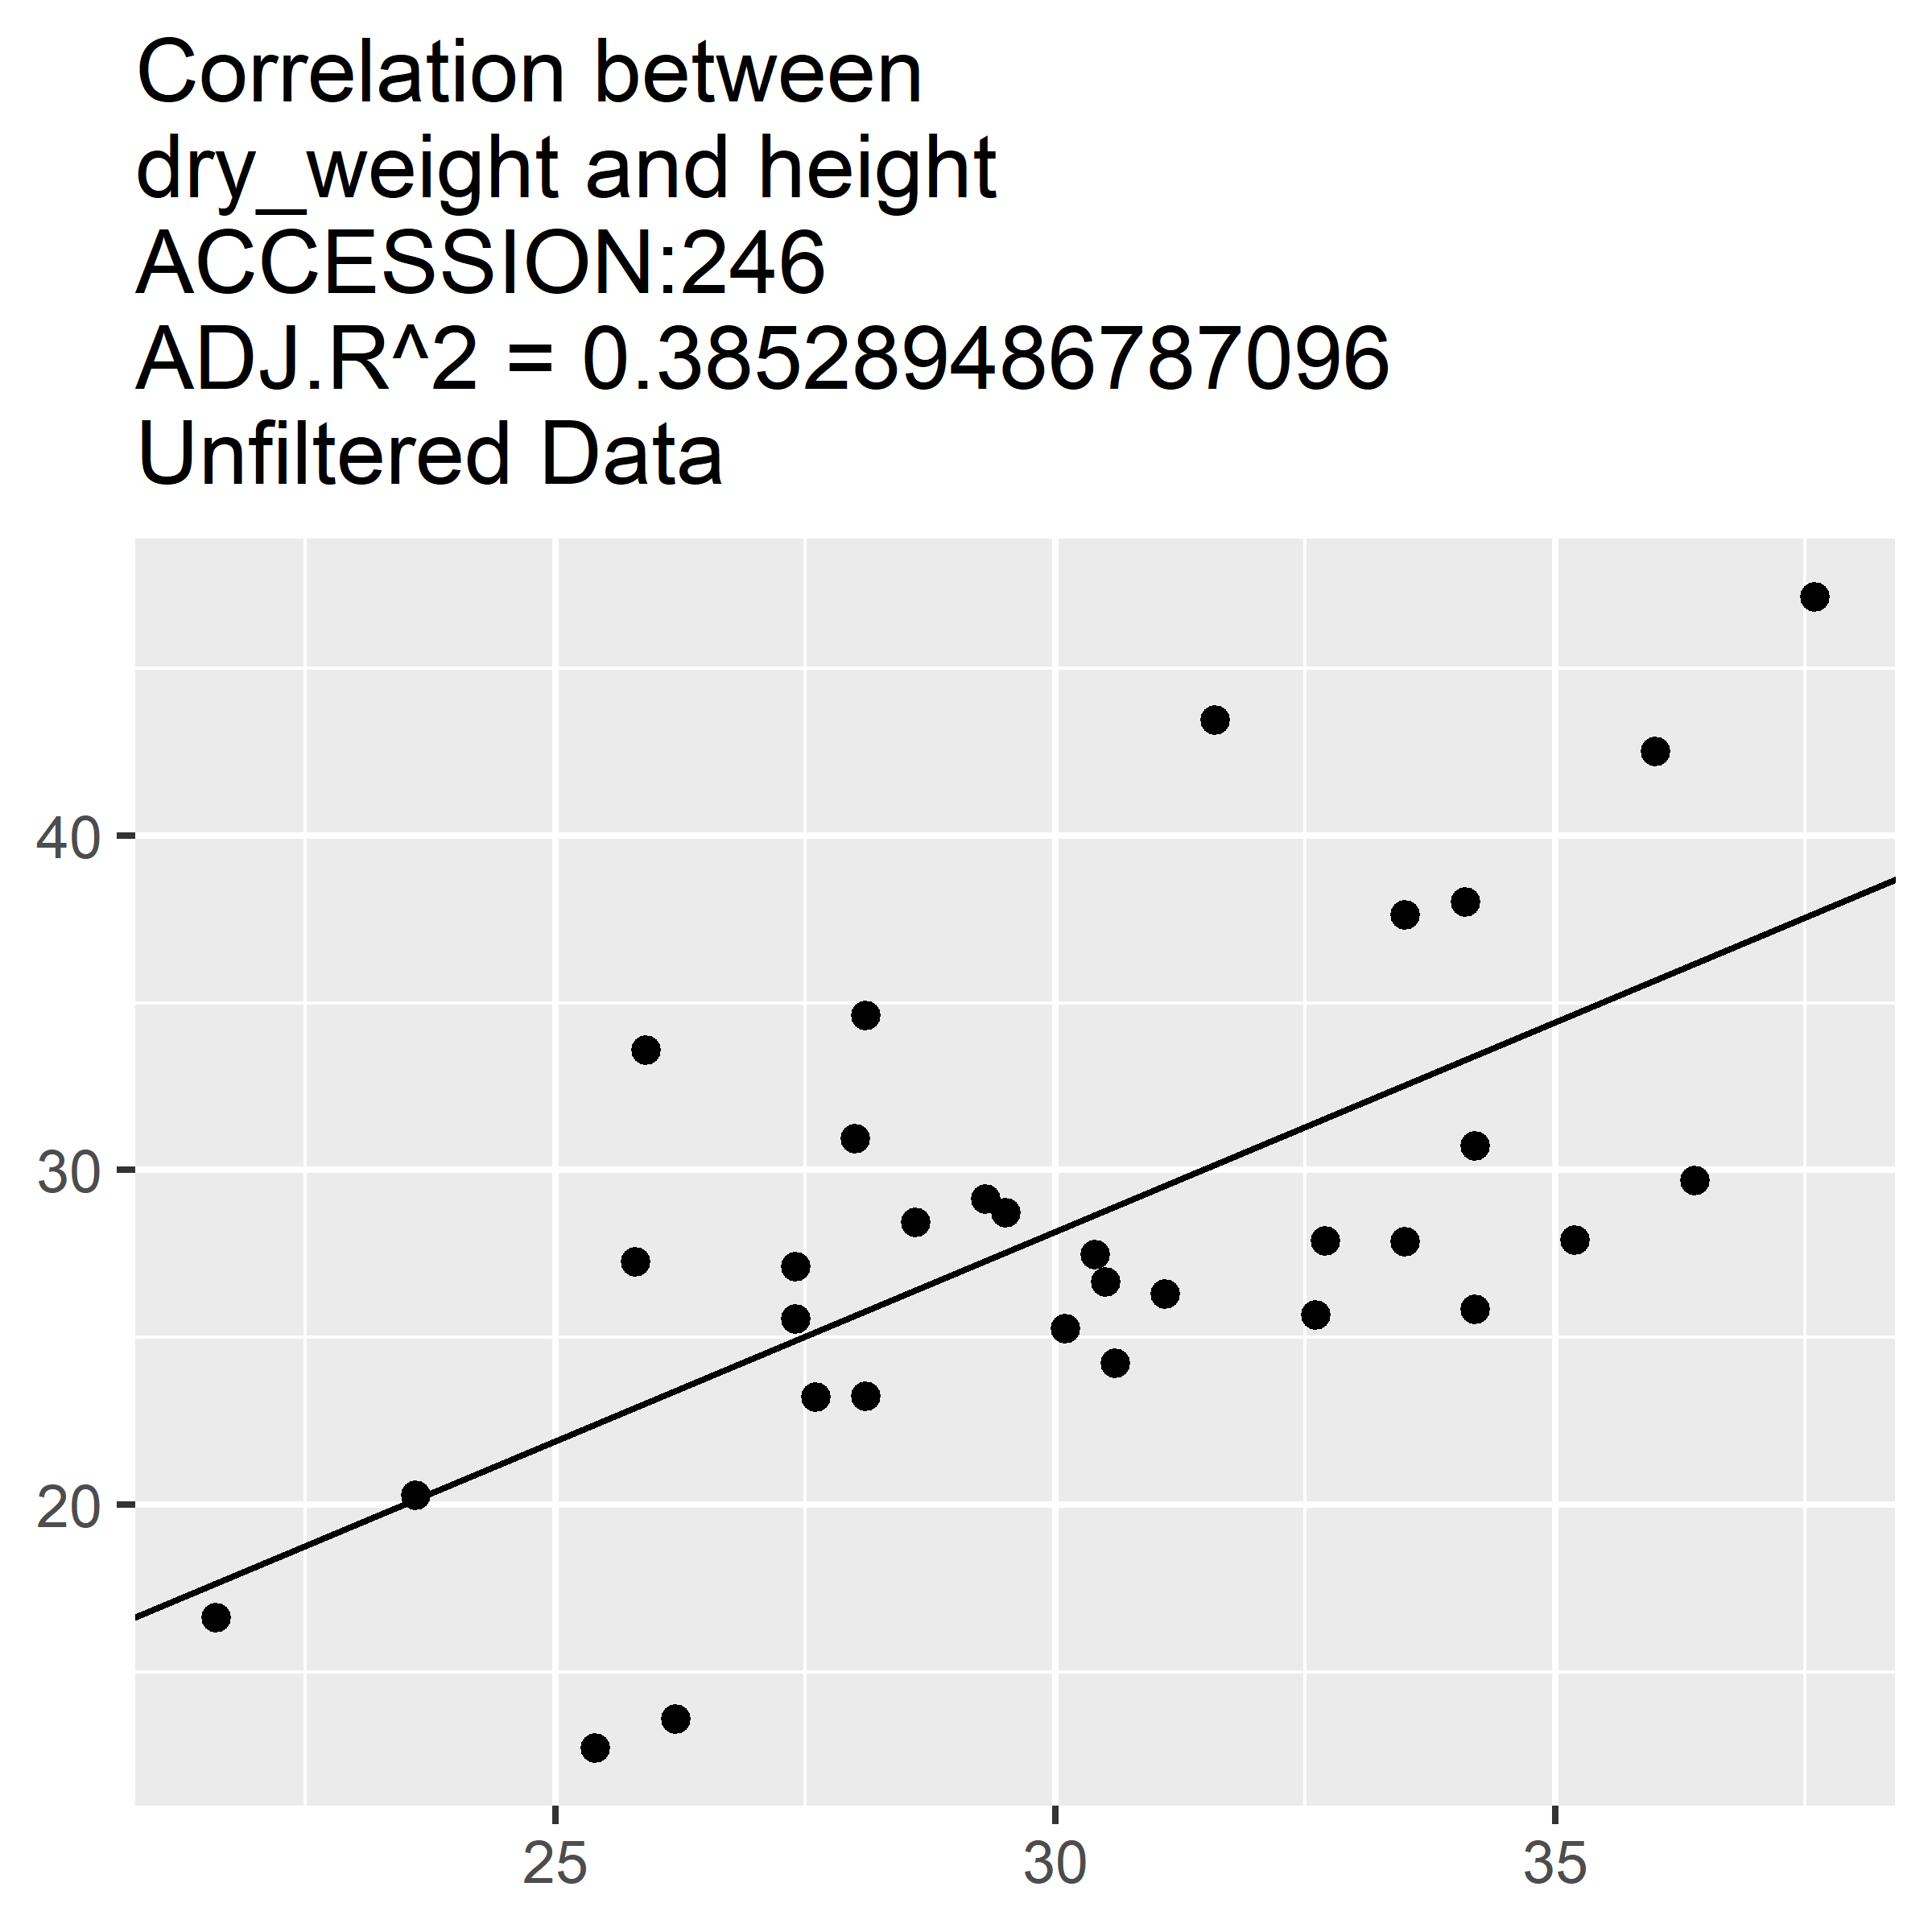 Correlation between
dry_weight and height
ACCESSION:246
ADJ.R^2 = 0.385289486787096
Unfiltered Data
40
30
20
25 30 35